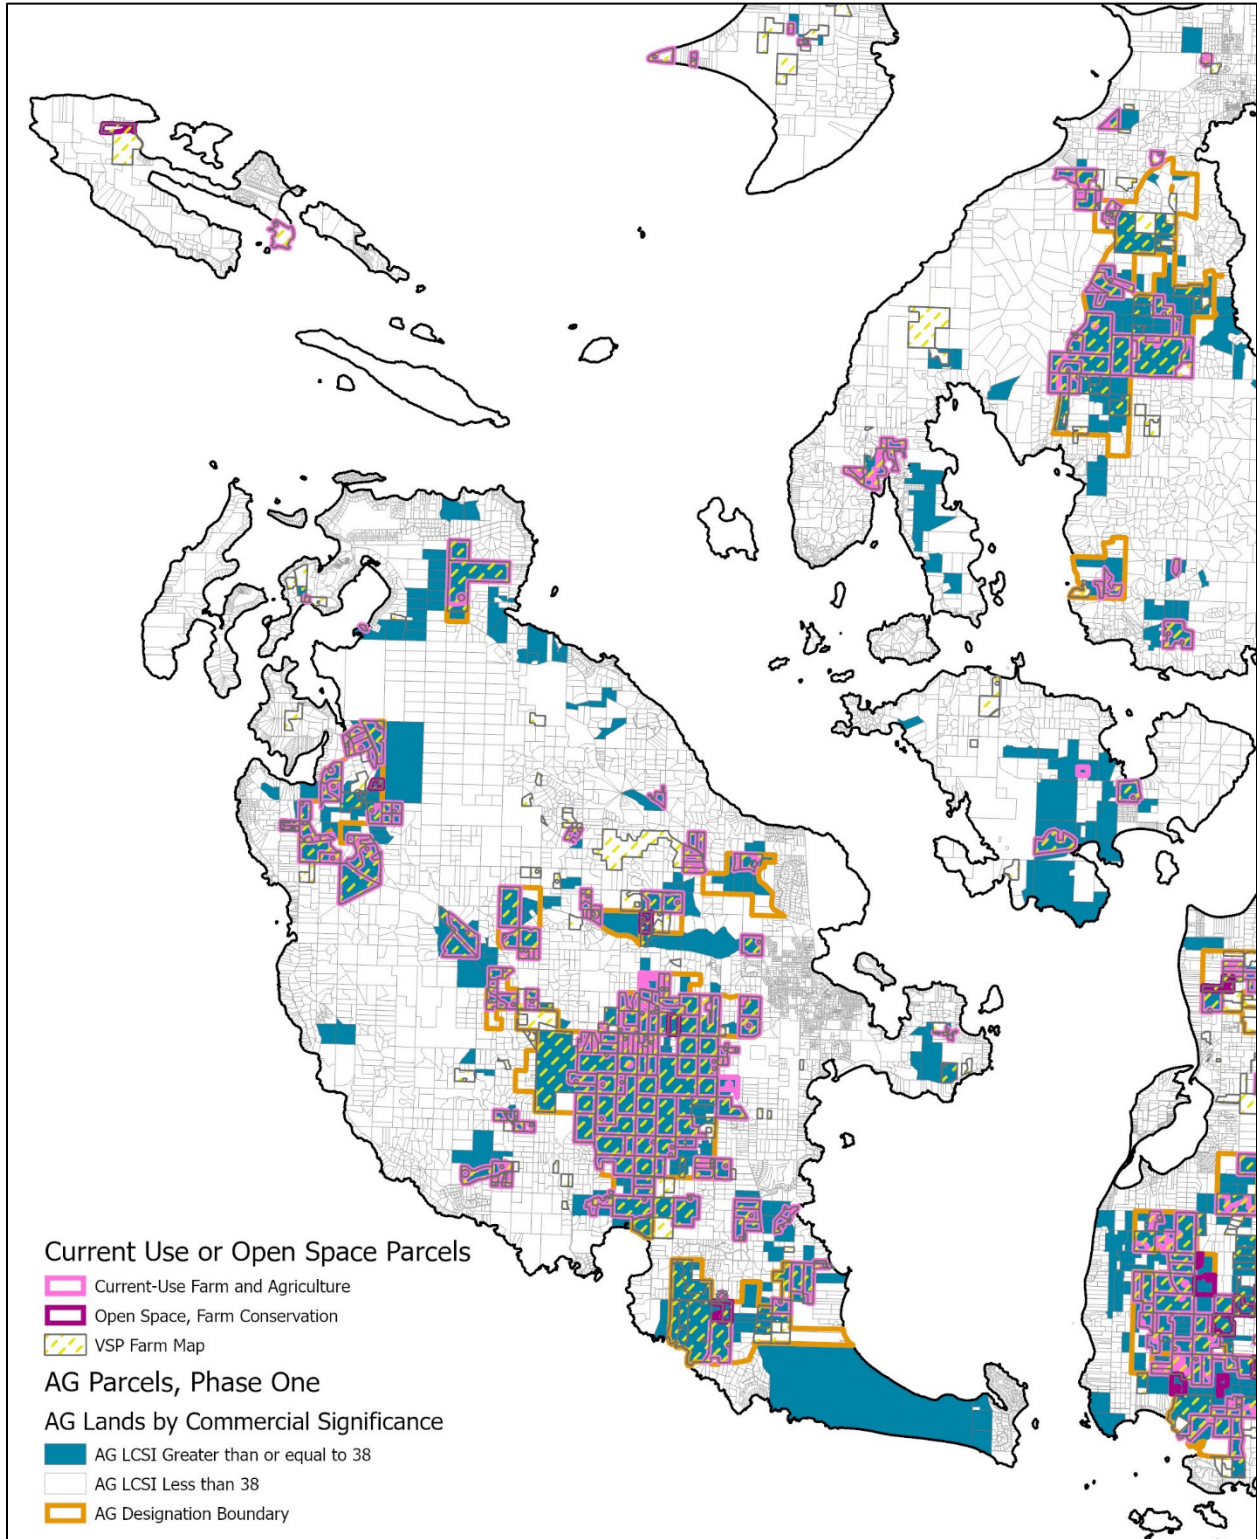 Current Use or Open Space Parcels
Current-Use Farm and Agriculture
Open Space, Farm Conservation
VSP Farm Map
AG Parcels, Phase One
AG Lands by Commercial Significance
AG LCSI Greater than or equal to 38
AG LCSI Less than 38
AG Designation Boundary